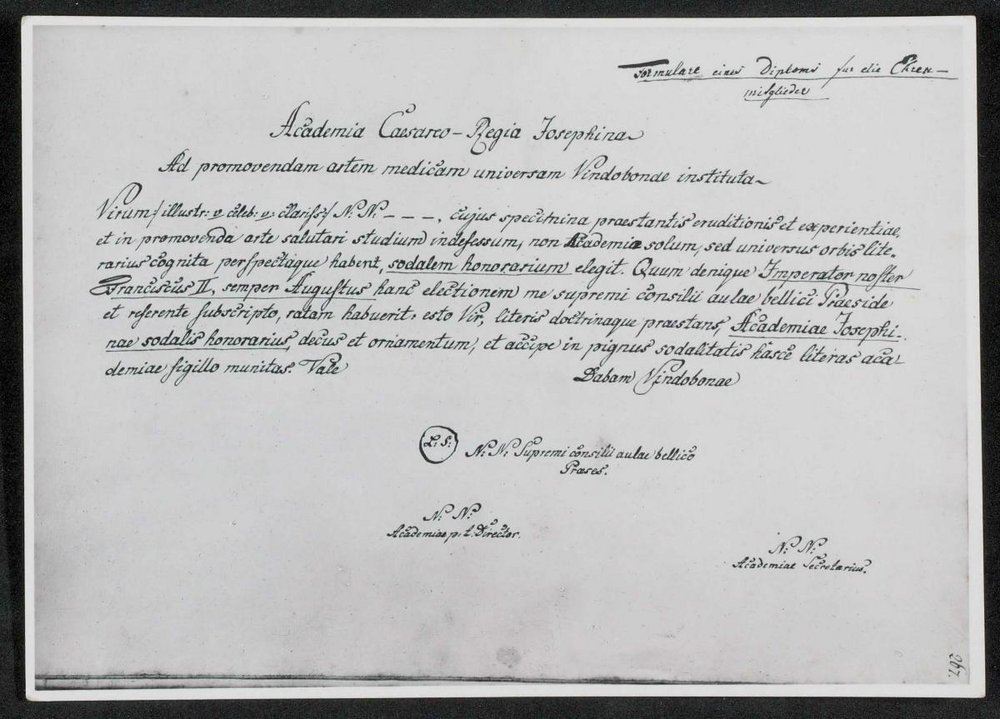 Formulare eines Diploms fur die Ehren-
mitglieder
Academia Caesareo-Regia Josephina
Ad promovendam artem medicam universam Vindobonae instituta
Virum/illustr: v celeb: v: clariss:/ N: N: - - - , cujus specimina praestantis eruditionis et experientiae,
et in promovenda arte salutari studium indefessum, non Academia solum, sed universus orbis lite-
rarius cognita perspectaque habent, sodalem honorarium elegit. Quum denique Imperator noster
Franciscus II, semper Augustus hanc electionem me supremi consilii aulae bellici Praeside
et referente subscripto, ratam habuerit, esto Vir, literis doctrinaque praestans, Academiae Josephi-
nae sodalis honorarius, decus et ornamentum, et accipe in pignus sodalitatis hasce literas aca-
demiae sigillo munitas. Vale
Dabam Vindobonae
L: S:
N: N: Supremi consilii aulae bellico
Praeses.
N: N:
Academiae p: t. Director.
N: N:
Academiae Secretarius.
267.